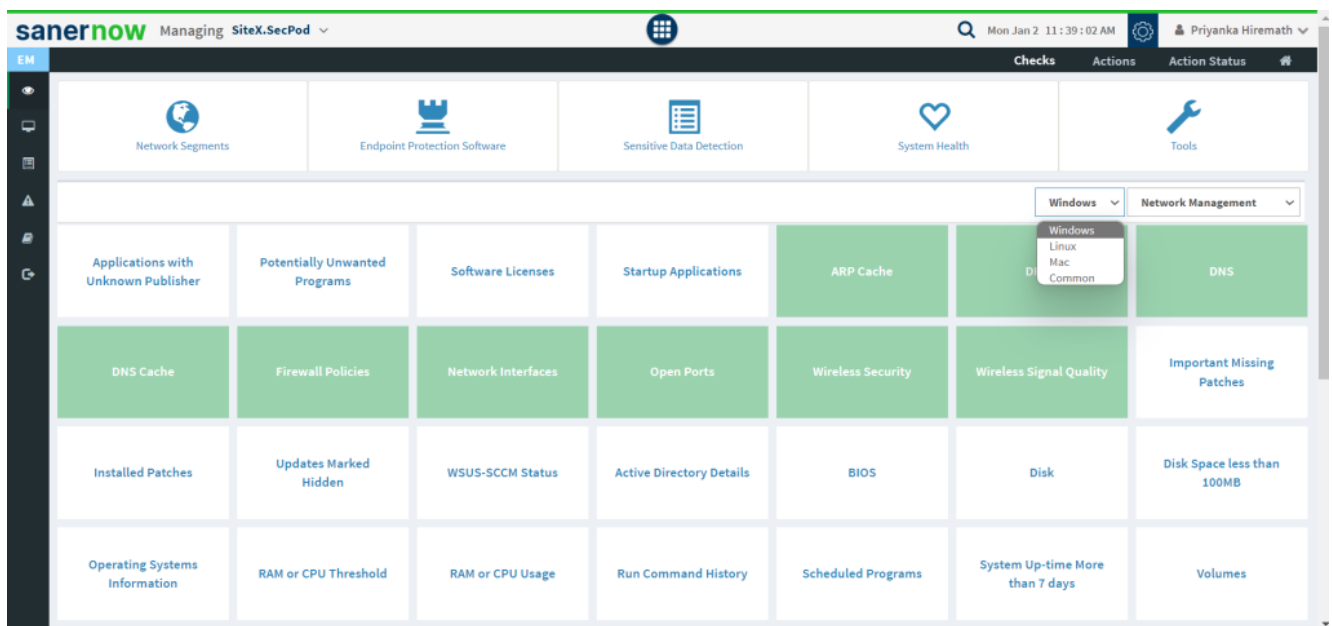 sanernow Managing SiteX.SecPod
Mon Jan 2 11:39:02 AM
Priyanka Hiremath
EM
Checks Actions Action Status
Network Segments
Endpoint Protection Software
Sensitive Data Detection
System Health
Tools
Windows
Network Management
Windows
Linux
Mac
Common
Applications with
Unknown Publisher
Potentially Unwanted
Programs
Software Licenses
Startup Applications
ARP Cache
DNS
DNS Cache
Firewall Policies
Network Interfaces
Open Ports
Wireless Security
Wireless Signal Quality
Important Missing
Patches
Installed Patches
Updates Marked
Hidden
WSUS-SCCM Status
Active Directory Details
BIOS
Disk
Disk Space less than
100MB
Operating Systems
Information
RAM or CPU Threshold
RAM or CPU Usage
Run Command History
Scheduled Programs
System Up-time More
than 7 days
Volumes